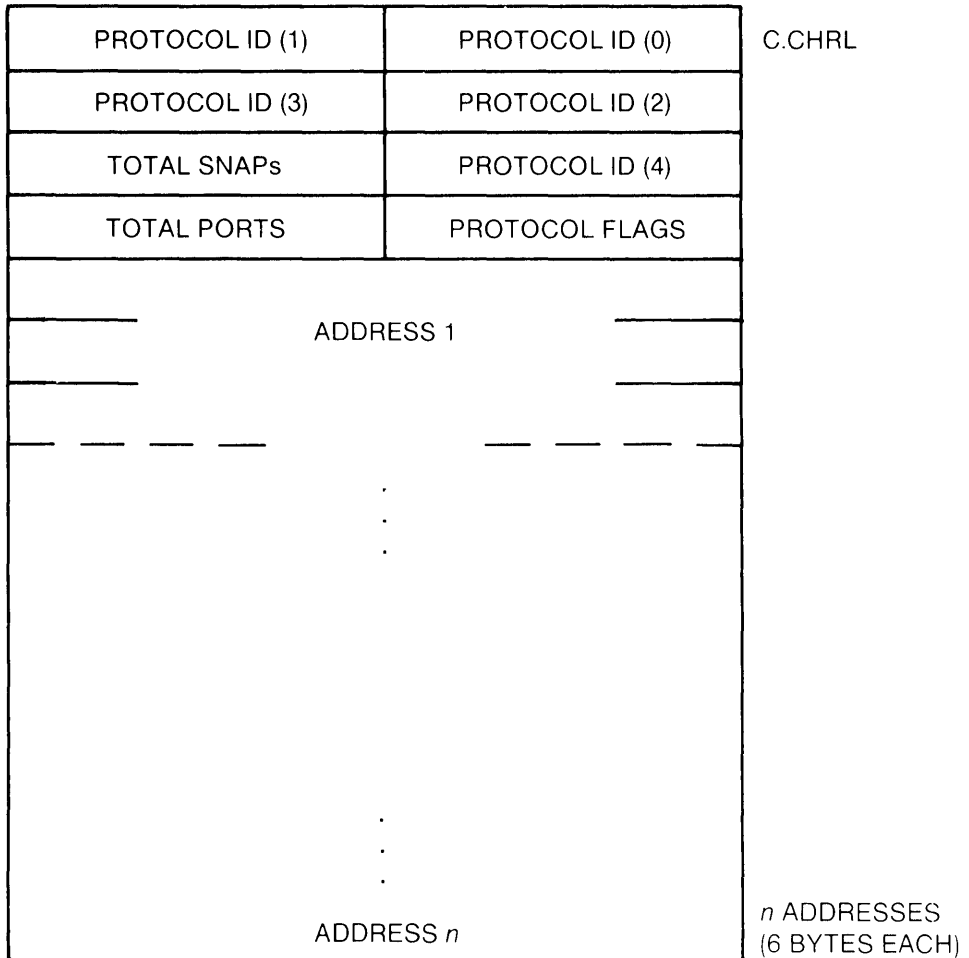 PROTOCOL ID (1) PROTOCOL ID (0) C.CHRL
PROTOCOL ID (3) PROTOCOL ID (2)
TOTAL SNAPs PROTOCOL ID (4)
TOTAL PORTS PROTOCOL FLAGS
ADDRESS 1
ADDRESS n
n ADDRESSES
(6 BYTES EACH)